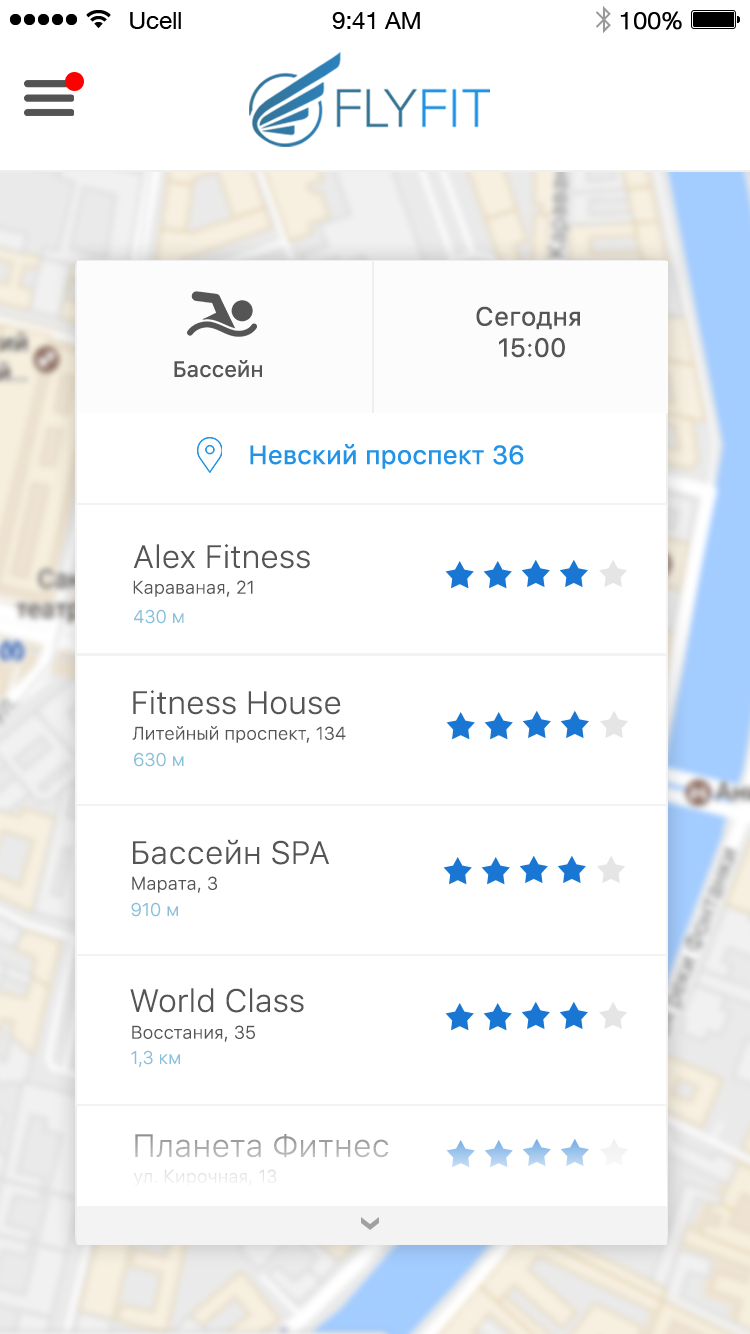 Ucell 9:41 AM 100%
FLYFIT
Бассейн
Сегодня
15:00
Невский проспект 36
Alex Fitness
Караваная, 21
430 м
Fitness House
Литейный проспект, 134
630 м
Бассейн SPA
Марата, 3
910 м
World Class
Восстания, 35
1,3 км
Планета Фитнес
ул. Кирочная, 13